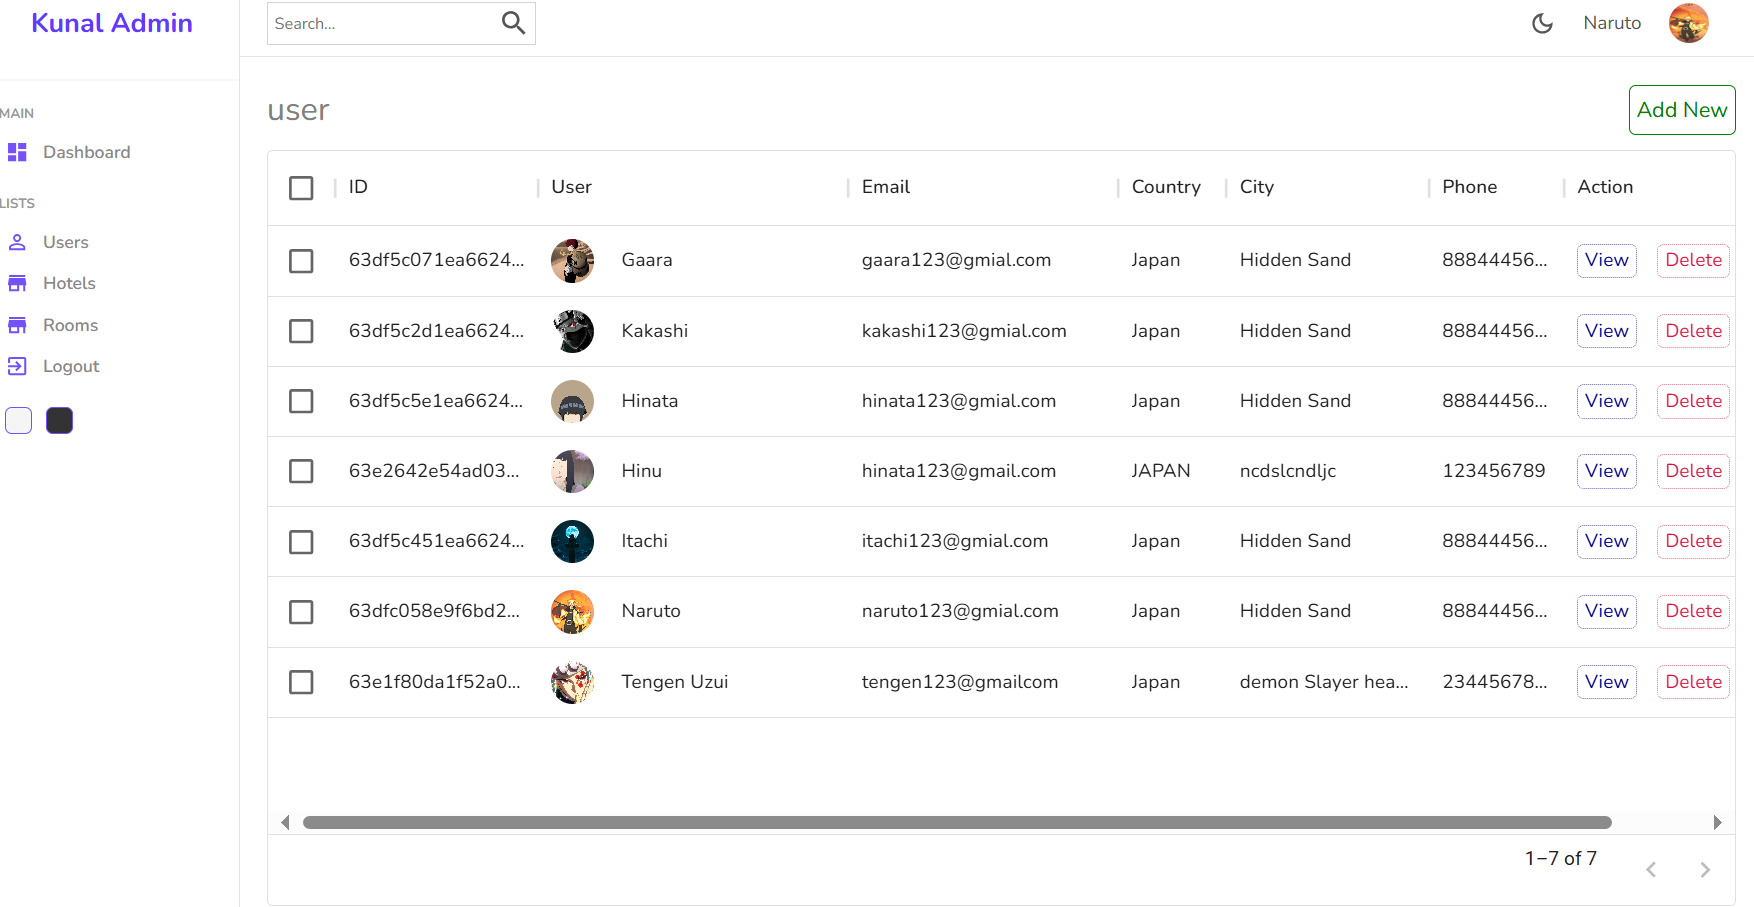 Kunal Admin
Search...
Naruto
MAIN
Dashboard
LISTS
Users
Hotels
Rooms
Logout
user
Add New
ID User Email Country City Phone Action
63df5c071ea6624... Gaara gaara123@gmial.com Japan Hidden Sand 88844456... View Delete
63df5c2d1ea6624... Kakashi kakashi123@gmial.com Japan Hidden Sand 88844456... View Delete
63df5c5e1ea6624... Hinata hinata123@gmial.com Japan Hidden Sand 88844456... View Delete
63e2642e54ad03... Hinu hinata123@gmail.com JAPAN ncdslcndljc 123456789 View Delete
63df5c451ea6624... Itachi itachi123@gmial.com Japan Hidden Sand 88844456... View Delete
63dfc058e9f6bd2... Naruto naruto123@gmial.com Japan Hidden Sand 88844456... View Delete
63e1f80da1f52a0... Tengen Uzui tengen123@gmailcom Japan demon Slayer hea... 23445678... View Delete
1–7 of 7